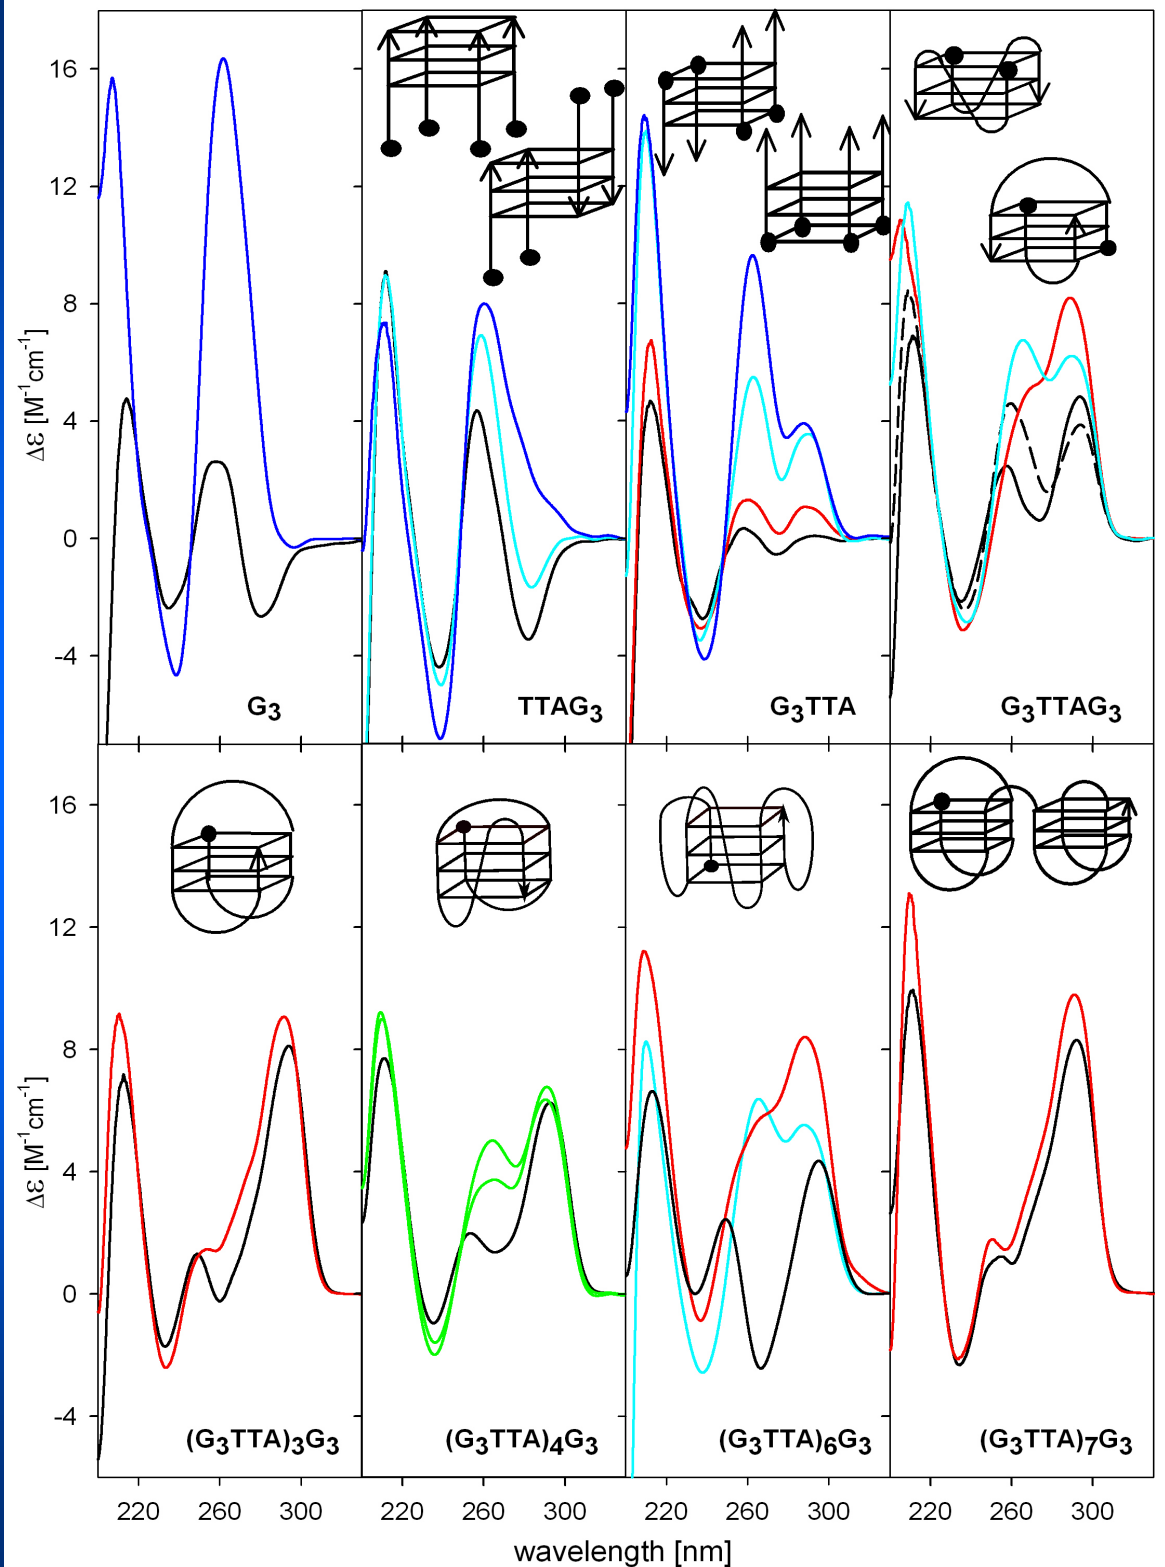 16
12
8
4
0
-4
Δε [M⁻¹cm⁻¹]
G₃
TTAG₃
G₃TTA
G₃TTAG₃
16
12
8
4
0
-4
Δε [M⁻¹cm⁻¹]
(G₃TTA)₃G₃
(G₃TTA)₄G₃
(G₃TTA)₆G₃
(G₃TTA)₇G₃
220 260 300 220 260 300 220 260 300 220 260 300
wavelength [nm]